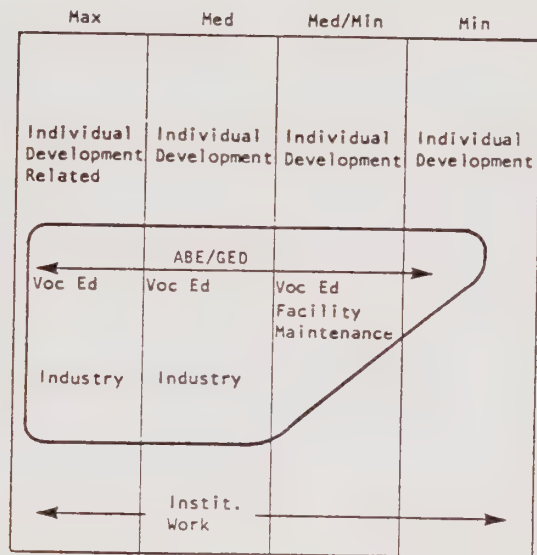 Max Med Med/Min Min
Individual Individual Individual Individual
Development Development Development Development
Related
ABE/GED
Voc Ed Voc Ed Voc Ed
Facility
Maintenance
Industry Industry
Instit.
Work